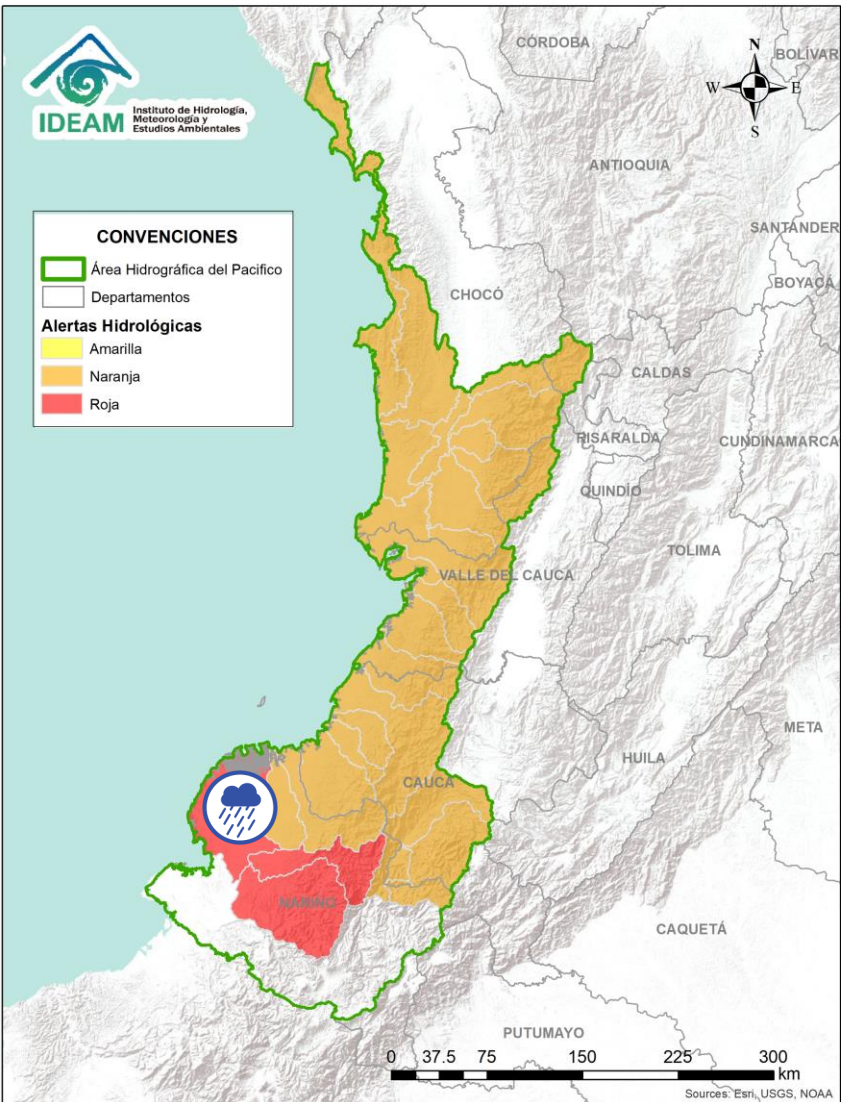 IDEAM
Instituto de Hidrología,
Meteorología y
Estudios Ambientales
N
W
E
S
CÓRDOBA
BOLÍVAR
ANTIOQUIA
SANTANDER
BOYACÁ
CHOCÓ
CALDAS
RISARALDA
CUNDINAMARCA
QUINDÍO
TOLIMA
VALLE DEL CAUCA
META
HUILA
CAUCA
NARIÑO
CAQUETÁ
PUTUMAYO
CONVENCIONES
Área Hidrográfica del Pacifico
Departamentos
Alertas Hidrológicas
Amarilla
Naranja
Roja
0 37.5 75 150 225 300
km
Sources: Esri, USGS, NOAA